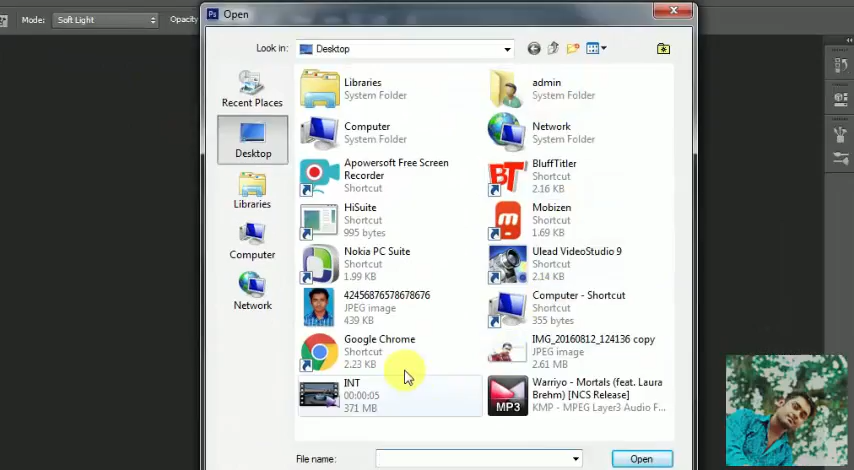 Mode: Soft Light Opacity
Ps Open
Look in: Desktop
Recent Places
Desktop
Libraries
Computer
Network
Libraries
System Folder
admin
System Folder
Computer
System Folder
Network
System Folder
Apowersoft Free Screen
Recorder
Shortcut
BT
BluffTitler
Shortcut
2.16 KB
HiSuite
Shortcut
995 bytes
m
Mobizen
Shortcut
1.69 KB
Nokia PC Suite
Shortcut
1.99 KB
Ulead VideoStudio 9
Shortcut
2.14 KB
42456876578678676
JPEG image
439 KB
Computer - Shortcut
Shortcut
355 bytes
Google Chrome
Shortcut
2.23 KB
IMG_20160812_124136 copy
JPEG image
2.61 MB
INT
00:00:05
371 MB
MP3
Warriyo - Mortals (feat. Laura
Brehm) [NCS Release]
KMP - MPEG Layer3 Audio F...
File name: Open